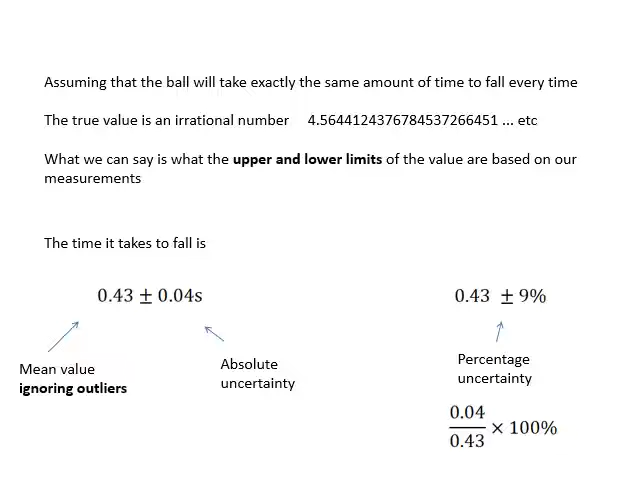 Assuming that the ball will take exactly the same amount of time to fall every time
The true value is an irrational number 4.5644124376784537266451 ... etc
What we can say is what the upper and lower limits of the value are based on our
measurements
The time it takes to fall is
0.43 ± 0.04s
0.43 ± 9%
Mean value
ignoring outliers
Absolute
uncertainty
Percentage
uncertainty
0.04
0.43
× 100%